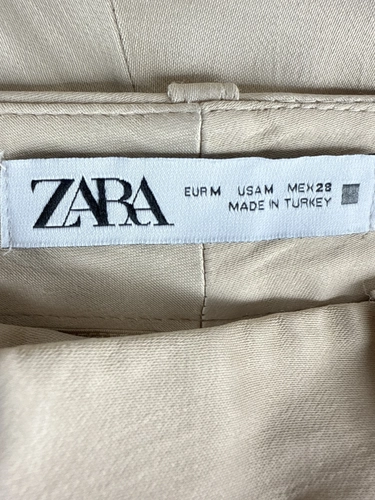 ZARA
EUR M USA M MEX 28
MADE IN TURKEY